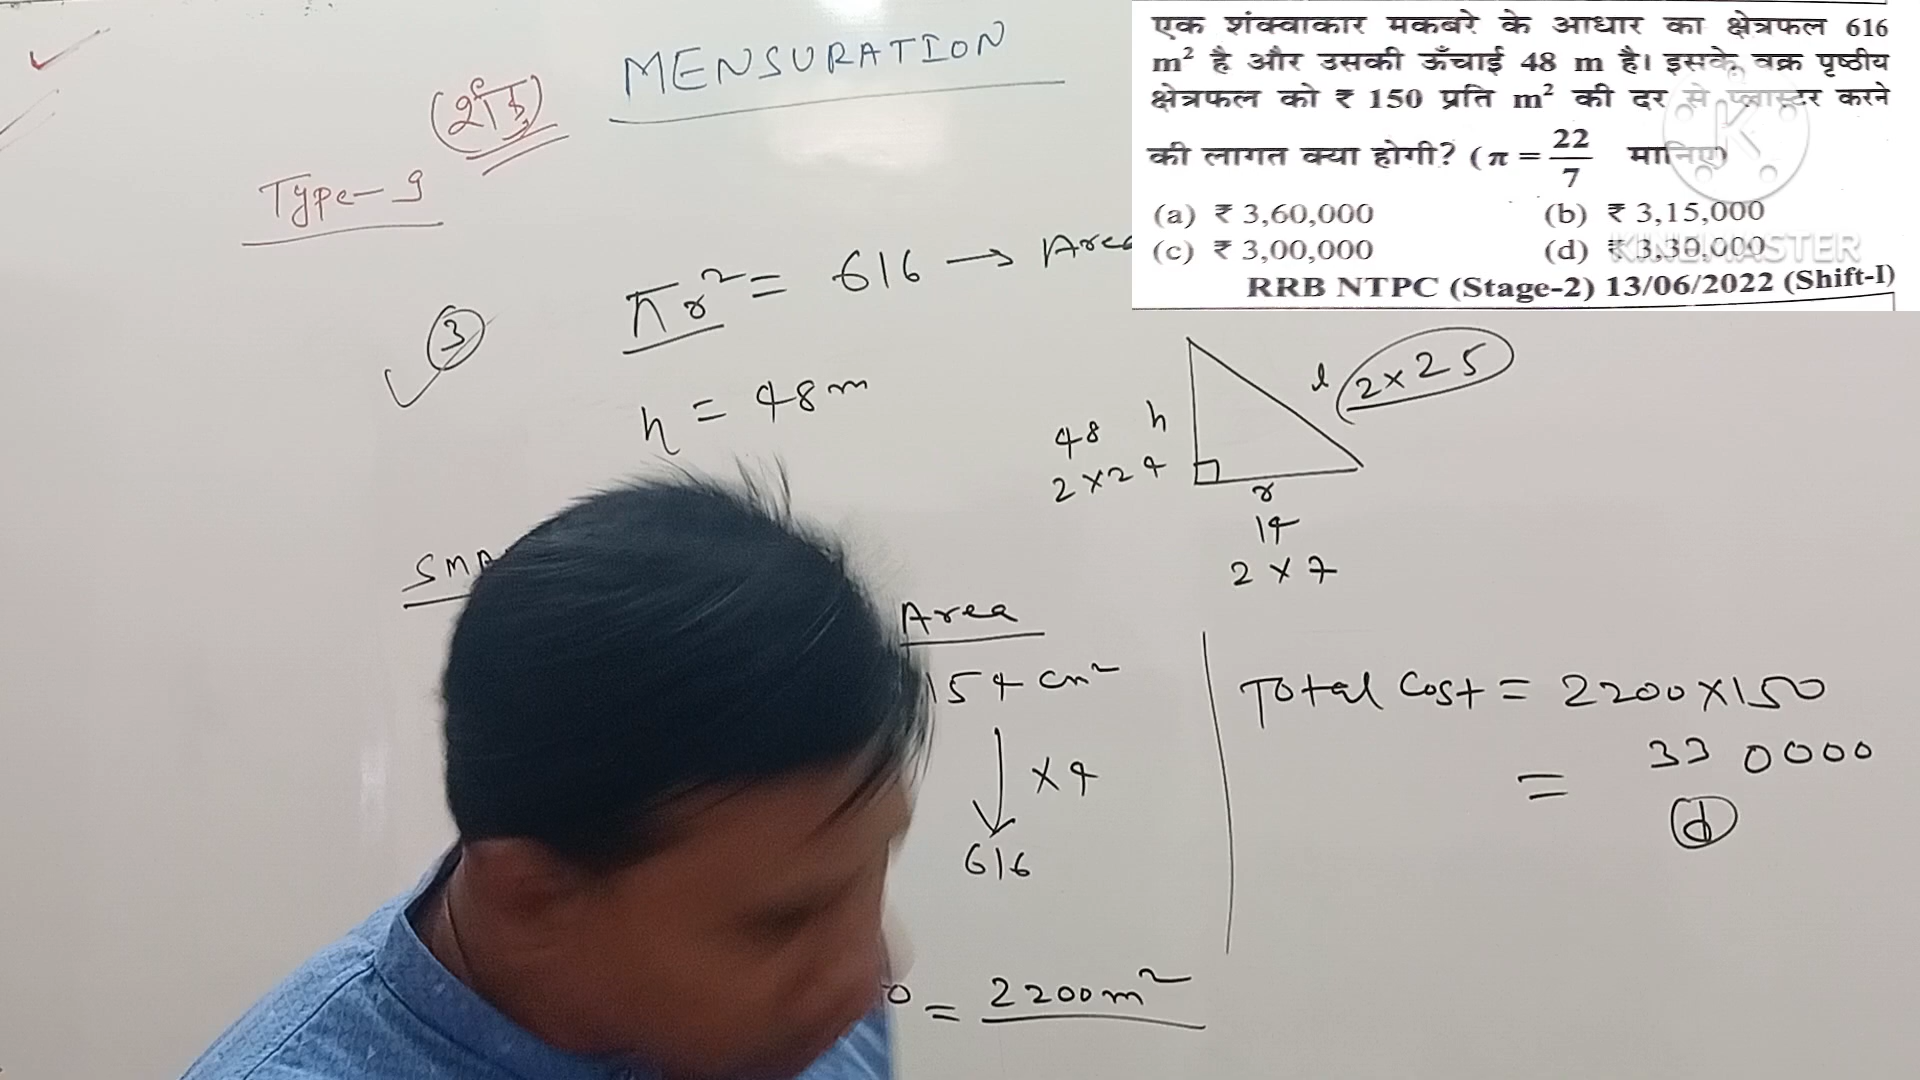 MENSURATION
(शंकु)
Type-9
एक शंक्वाकार मकबरे के आधार का क्षेत्रफल 616
m² है और उसकी ऊँचाई 48 m है। इसके वक्र पृष्ठीय
क्षेत्रफल को ₹ 150 प्रति m² की दर से प्लास्टर करने
की लागत क्या होगी? (π = 22/7 मानिए)
(a) ₹ 3,60,000 (b) ₹ 3,15,000
(c) ₹ 3,00,000 (d) ₹ 3,30,000
RRB NTPC (Stage-2) 13/06/2022 (Shift-I)
KINEMASTER
③ πr² = 616 → Area
h = 48m
l 2×25
48 h
2×24
r
14
2×7
Area
154 cm²
×4
616
= 2200m²
Total Cost = 2200×150
= 330000
ⓓ